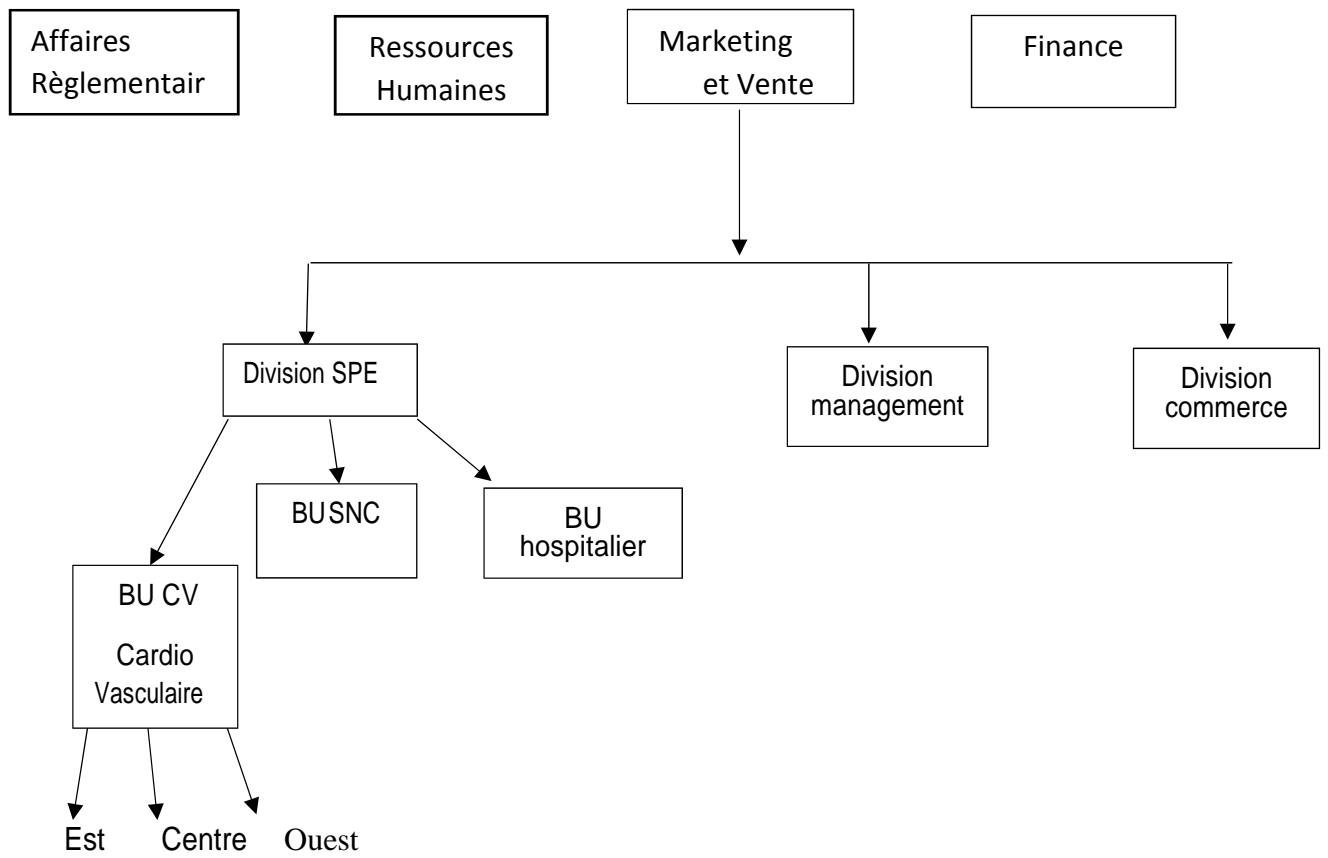 Affaires
Règlementair
Ressources
Humaines
Marketing
et Vente
Finance
Division SPE
Division
management
Division
commerce
BU SNC
BU
hospitalier
BU CV
Cardio
Vasculaire
Est
Centre
Ouest